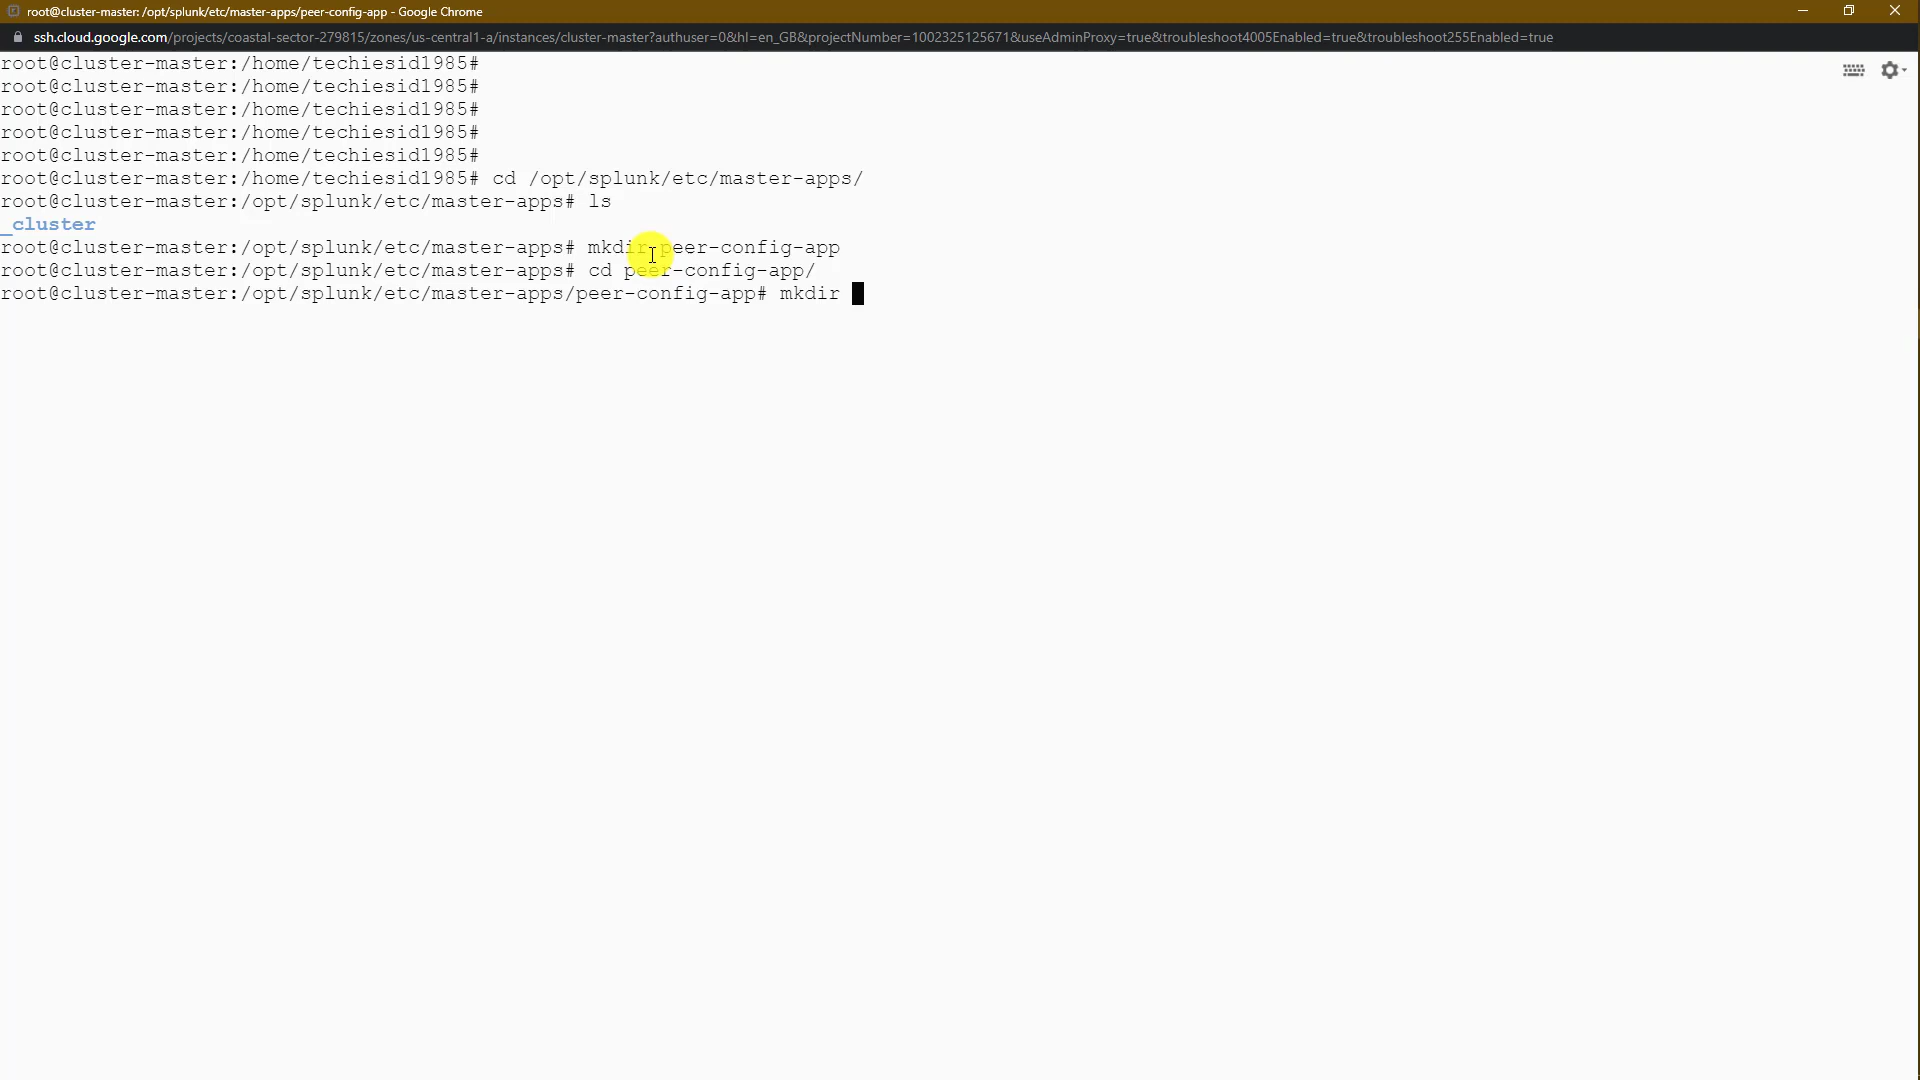 root@cluster-master: /opt/splunk/etc/master-apps/peer-config-app - Google Chrome
ssh.cloud.google.com/projects/coastal-sector-279815/zones/us-central1-a/instances/cluster-master?authuser=0&hl=en_GB&projectNumber=1002325125671&useAdminProxy=true&troubleshoot4005Enabled=true&troubleshoot255Enabled=true
root@cluster-master:/home/techiesid1985#
root@cluster-master:/home/techiesid1985#
root@cluster-master:/home/techiesid1985#
root@cluster-master:/home/techiesid1985#
root@cluster-master:/home/techiesid1985#
root@cluster-master:/home/techiesid1985# cd /opt/splunk/etc/master-apps/
root@cluster-master:/opt/splunk/etc/master-apps# ls
_cluster
root@cluster-master:/opt/splunk/etc/master-apps# mkdir peer-config-app
root@cluster-master:/opt/splunk/etc/master-apps# cd peer-config-app/
root@cluster-master:/opt/splunk/etc/master-apps/peer-config-app# mkdir